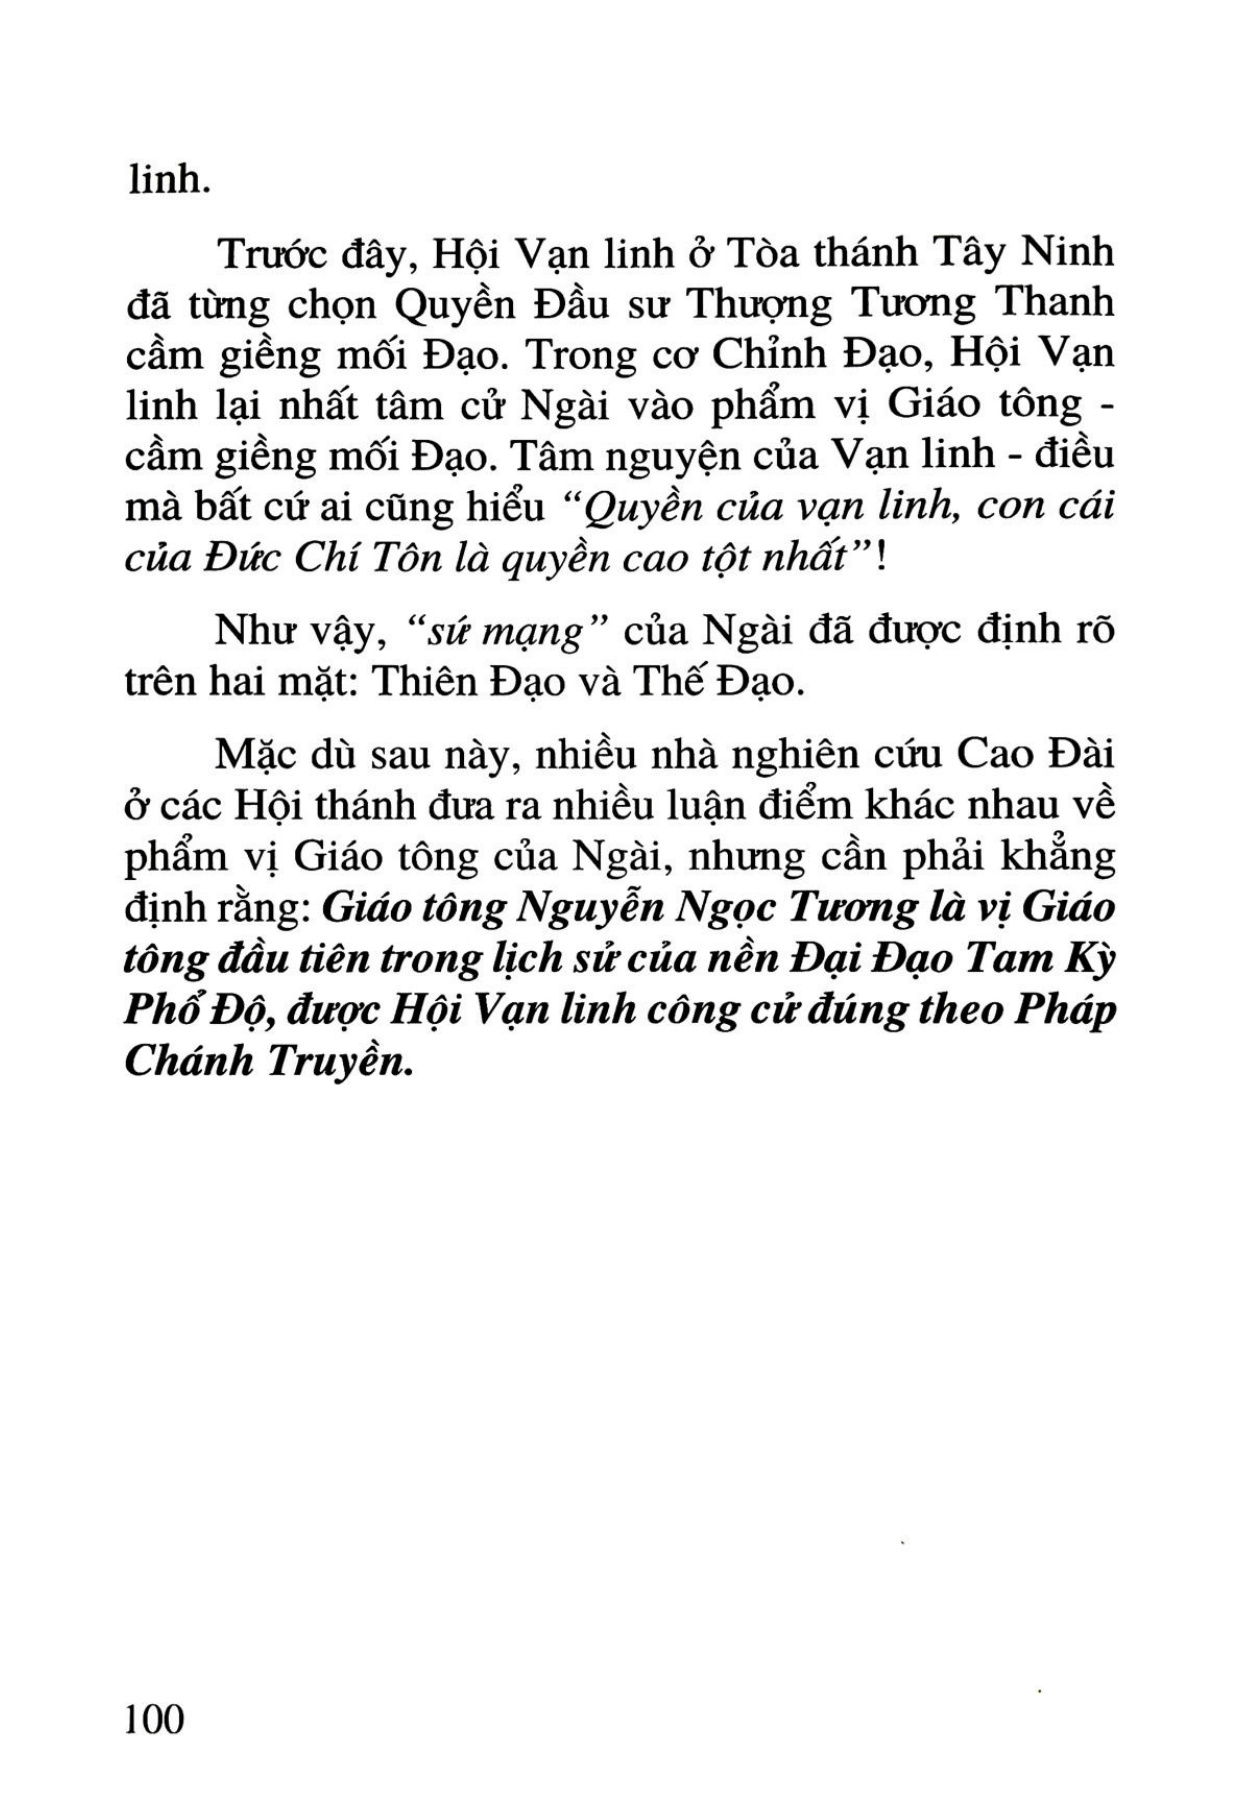 linh.
Trước đây, Hội Vạn linh ở Tòa thánh Tây Ninh
đã từng chọn Quyền Đầu sư Thượng Tương Thanh
cầm giềng mối Đạo. Trong cơ Chỉnh Đạo, Hội Vạn
linh lại nhất tâm cử Ngài vào phẩm vị Giáo tông -
cầm giềng mối Đạo. Tâm nguyện của Vạn linh - điều
mà bất cứ ai cũng hiểu “Quyền của vạn linh, con cái
của Đức Chí Tôn là quyền cao tột nhất”!
Như vậy, “sứ mạng” của Ngài đã được định rõ
trên hai mặt: Thiên Đạo và Thế Đạo.
Mặc dù sau này, nhiều nhà nghiên cứu Cao Đài
ở các Hội thánh đưa ra nhiều luận điểm khác nhau về
phẩm vị Giáo tông của Ngài, nhưng cần phải khẳng
định rằng: Giáo tông Nguyễn Ngọc Tương là vị Giáo
tông đầu tiên trong lịch sử của nền Đại Đạo Tam Kỳ
Phổ Độ, được Hội Vạn linh công cử đúng theo Pháp
Chánh Truyền.
100